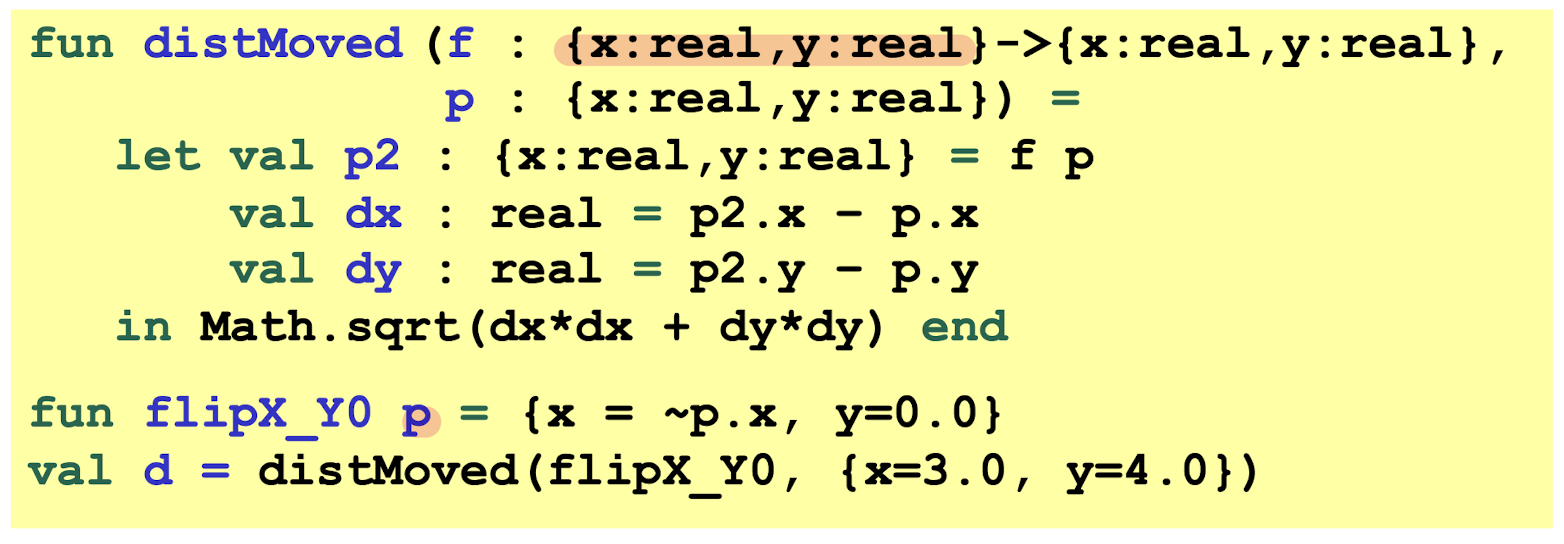 fun distMoved (f : {x:real,y:real}->{x:real,y:real},
p : {x:real,y:real}) =
let val p2 : {x:real,y:real} = f p
val dx : real = p2.x – p.x
val dy : real = p2.y – p.y
in Math.sqrt(dx*dx + dy*dy) end
fun flipX_Y0 p = {x = ~p.x, y=0.0}
val d = distMoved(flipX_Y0, {x=3.0, y=4.0})